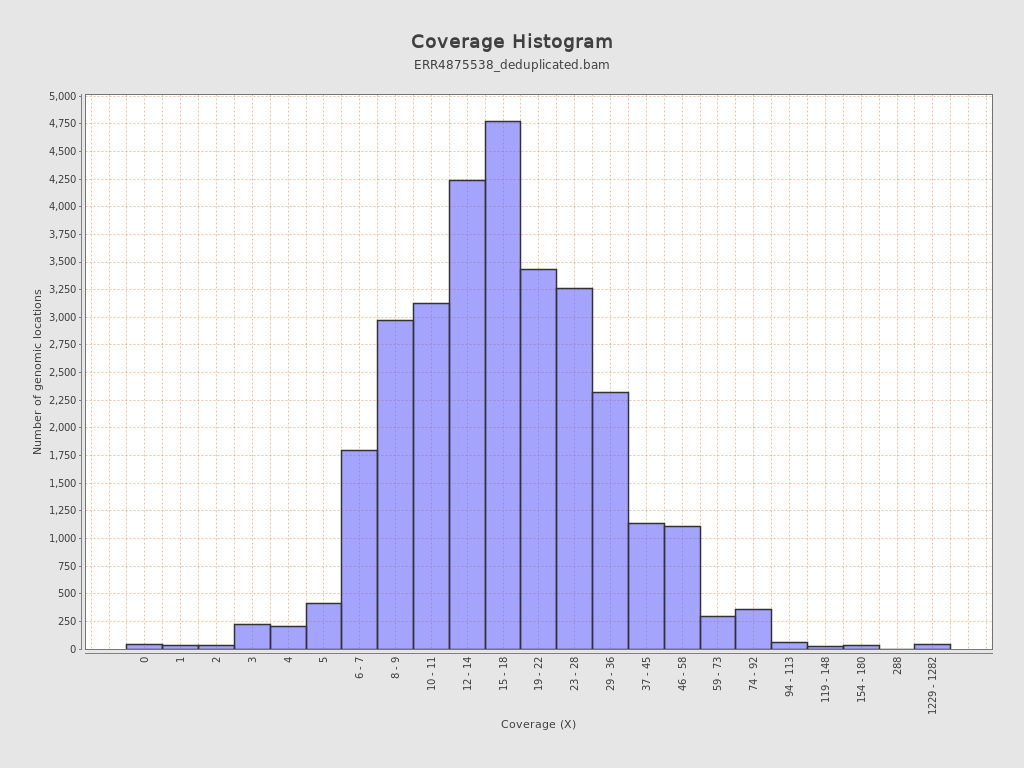 Coverage Histogram
ERR4875538_deduplicated.bam
Number of genomic locations
5,000
4,750
4,500
4,250
4,000
3,750
3,500
3,250
3,000
2,750
2,500
2,250
2,000
1,750
1,500
1,250
1,000
750
500
250
0
0
1
2
3
4
5
6 - 7
8 - 9
10 - 11
12 - 14
15 - 18
19 - 22
23 - 28
29 - 36
37 - 45
46 - 58
59 - 73
74 - 92
94 - 113
119 - 148
154 - 180
288
1229 - 1282
Coverage (X)